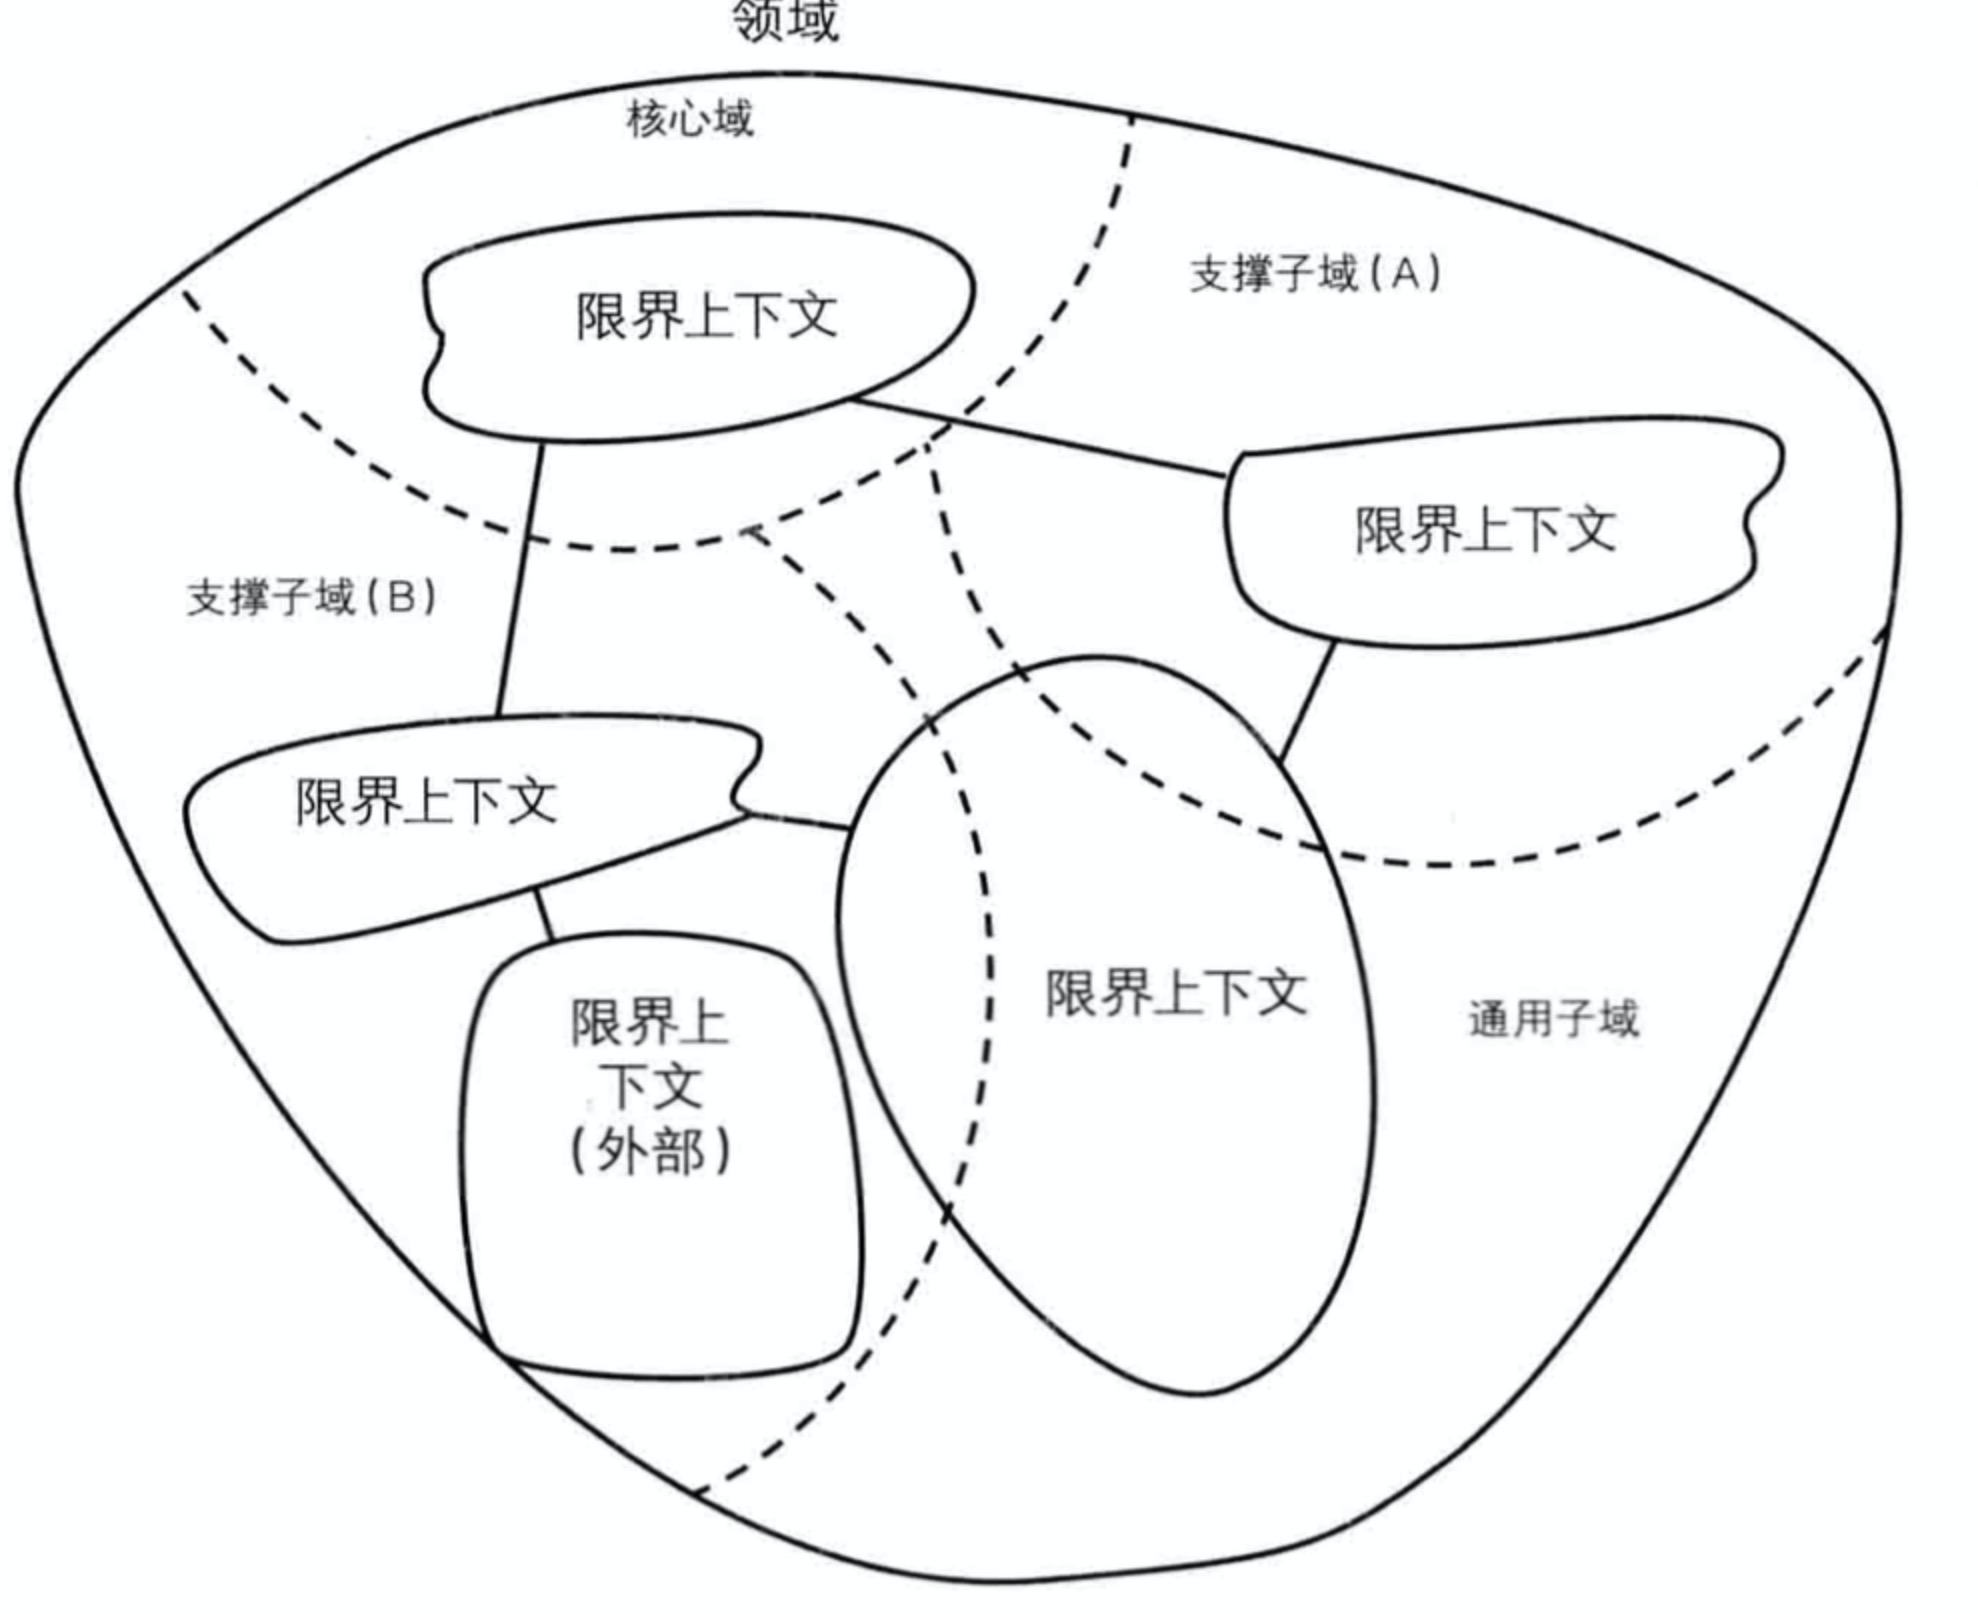 领域
核心域
支撑子域(A)
限界上下文
限界上下文
支撑子域(B)
限界上下文
限界上下文
通用子域
限界上
下文
(外部)